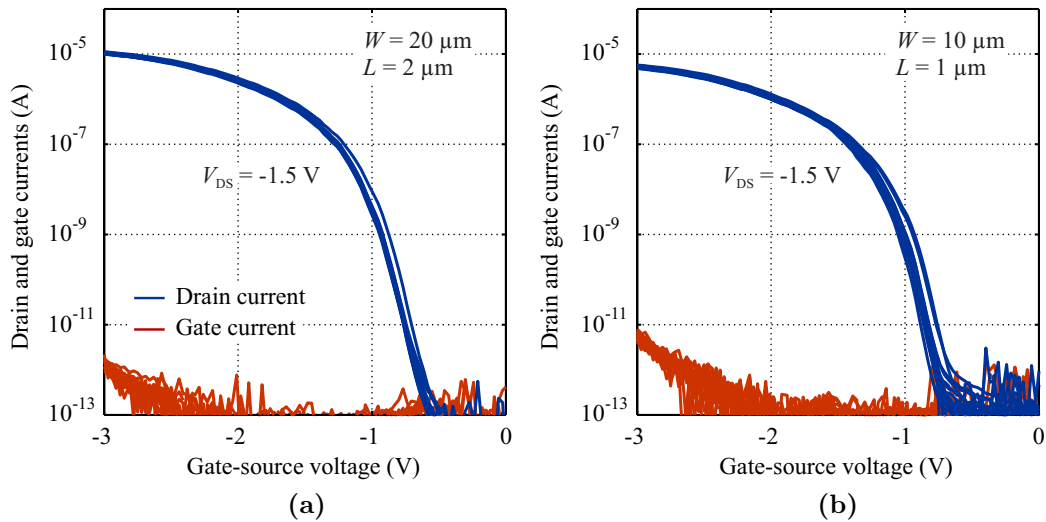 Drain and gate currents (A)
10⁻⁵
10⁻⁷
10⁻⁹
10⁻¹¹
10⁻¹³
W = 20 µm
L = 2 µm
V_DS = -1.5 V
Drain current
Gate current
-3 -2 -1 0
Gate-source voltage (V)
(a)
Drain and gate currents (A)
10⁻⁵
10⁻⁷
10⁻⁹
10⁻¹¹
10⁻¹³
W = 10 µm
L = 1 µm
V_DS = -1.5 V
-3 -2 -1 0
Gate-source voltage (V)
(b)